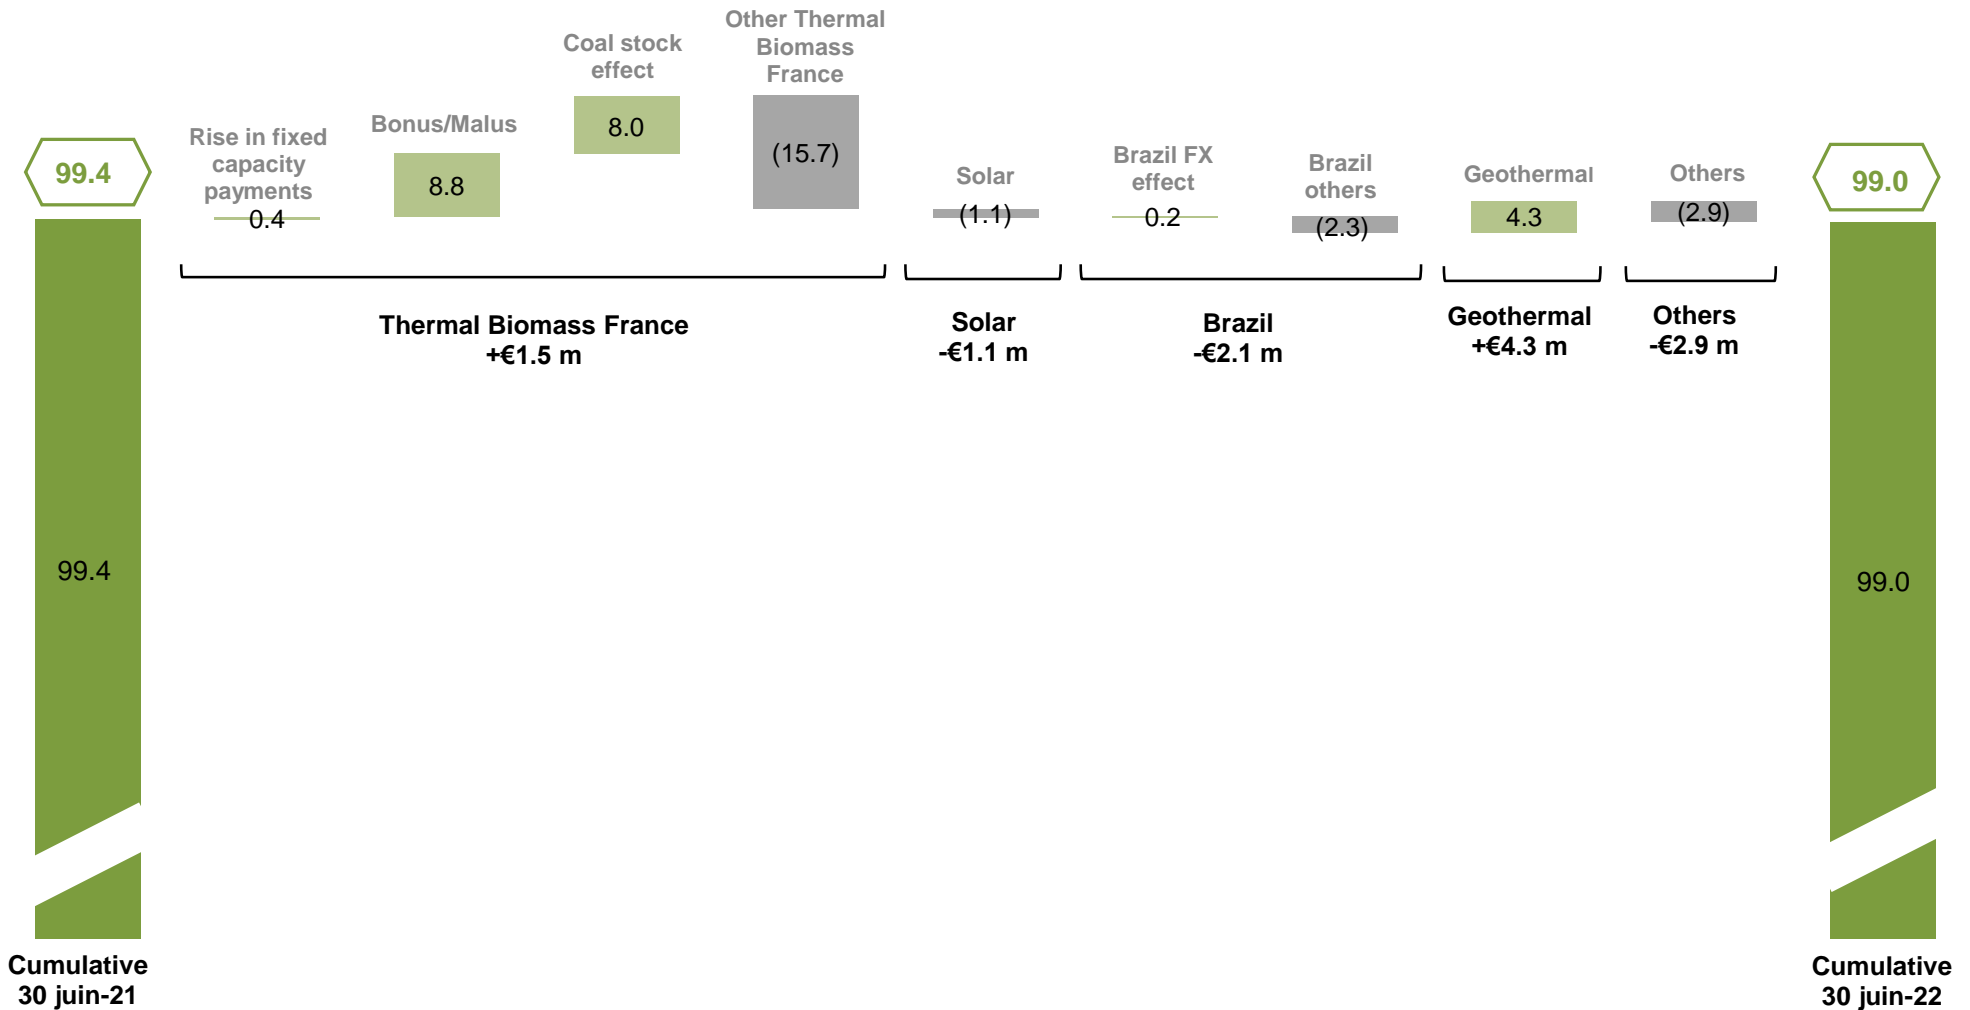 99.4
Rise in fixed
capacity
payments
0.4
Bonus/Malus
8.8
Coal stock
effect
8.0
Other Thermal
Biomass
France
(15.7)
Solar
(1.1)
Brazil FX
effect
0.2
Brazil
others
(2.3)
Geothermal
4.3
Others
(2.9)
99.0
Thermal Biomass France
+€1.5 m
Solar
-€1.1 m
Brazil
-€2.1 m
Geothermal
+€4.3 m
Others
-€2.9 m
99.4
99.0
Cumulative
30 juin-21
Cumulative
30 juin-22